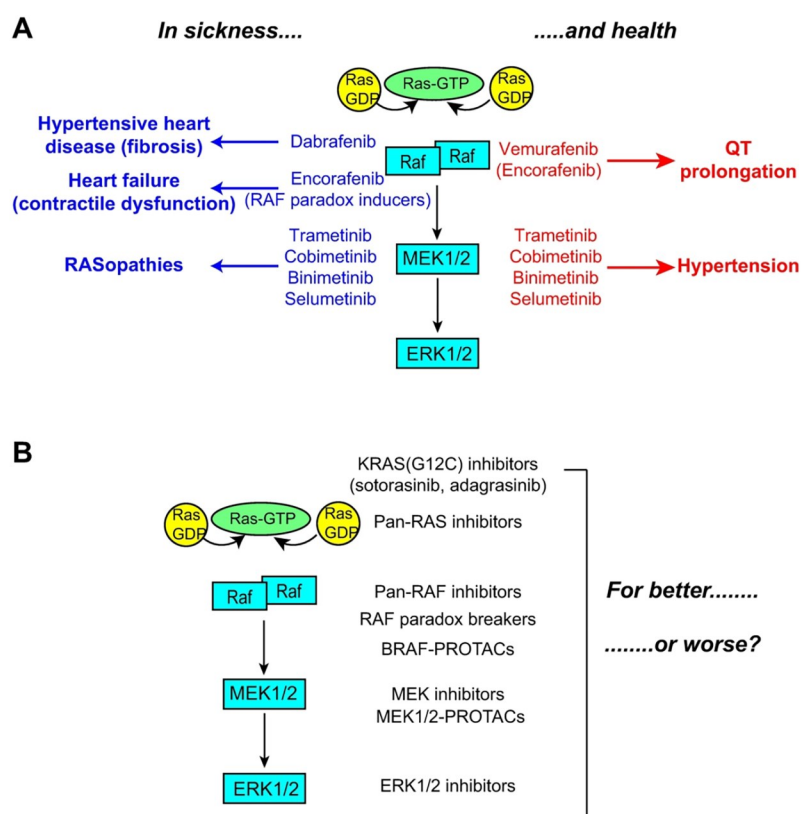 A
In sickness....
.....and health
Ras
GDP
Ras-GTP
Ras
GDP
Hypertensive heart
disease (fibrosis)
Dabrafenib
Raf
Raf
Vemurafenib
(Encorafenib)
QT
prolongation
Heart failure
(contractile dysfunction)
Encorafenib
(RAF paradox inducers)
RASopathies
Trametinib
Cobimetinib
Binimetinib
Selumetinib
MEK1/2
Trametinib
Cobimetinib
Binimetinib
Selumetinib
Hypertension
ERK1/2
B
KRAS(G12C) inhibitors
(sotorasinib, adagrasinib)
Ras
GDP
Ras-GTP
Ras
GDP
Pan-RAS inhibitors
Raf
Raf
Pan-RAF inhibitors
RAF paradox breakers
BRAF-PROTACs
For better........
........or worse?
MEK1/2
MEK inhibitors
MEK1/2-PROTACs
ERK1/2
ERK1/2 inhibitors